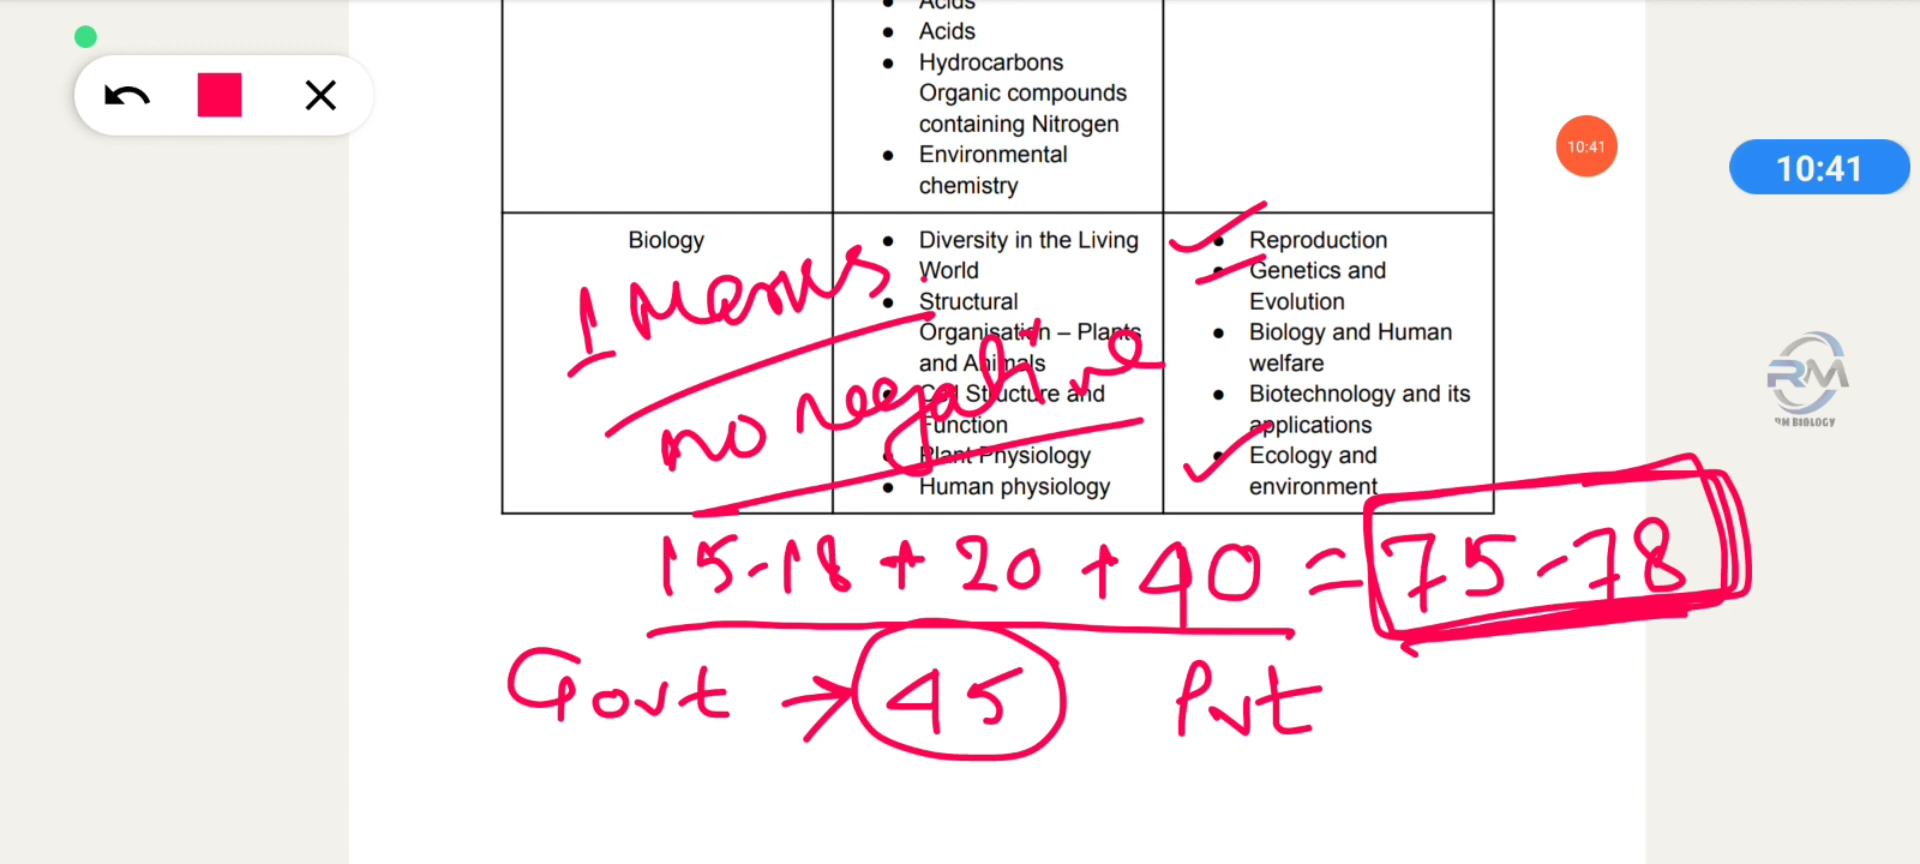 Acids
Acids
Hydrocarbons
Organic compounds
containing Nitrogen
Environmental
chemistry
10:41
10:41
Biology
Diversity in the Living
World
Structural
Organisation – Plants
and Animals
Cell Structure and
Function
Plant Physiology
Human physiology
Reproduction
Genetics and
Evolution
Biology and Human
welfare
Biotechnology and its
applications
Ecology and
environment
1 Marks
no negative
15-18 + 20 + 40 = 75-78
Govt → 45 Pvt
RM
RM BIOLOGY